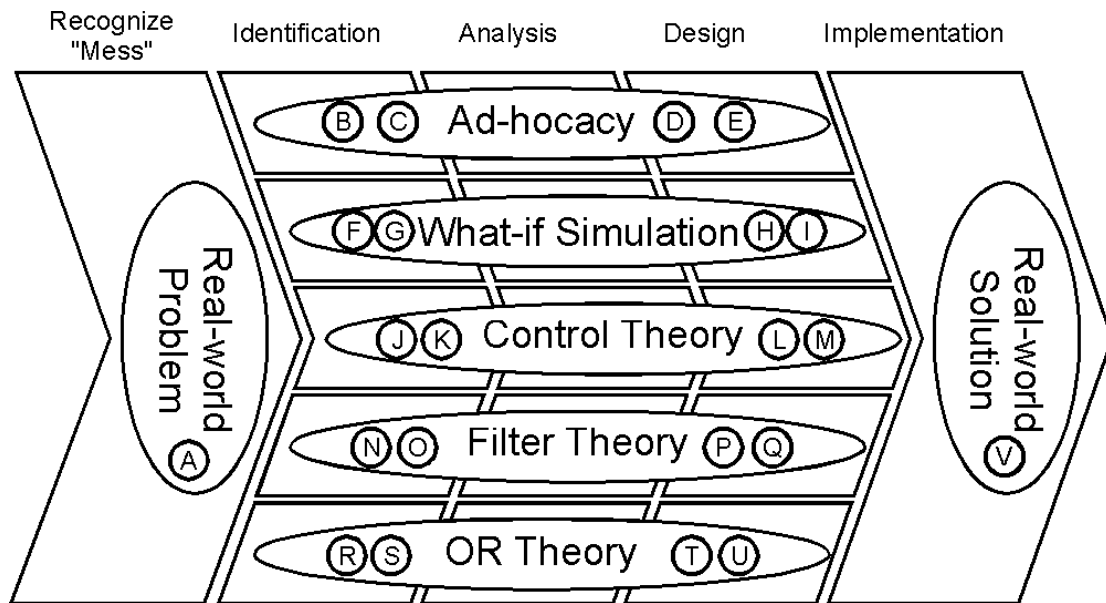 Recognize
"Mess"
Identification
Analysis
Design
Implementation
B C Ad-hocacy D E
F G What-if Simulation H I
Real-world
Problem
A
J K Control Theory L M
Real-world
Solution
V
N O Filter Theory P Q
R S OR Theory T U